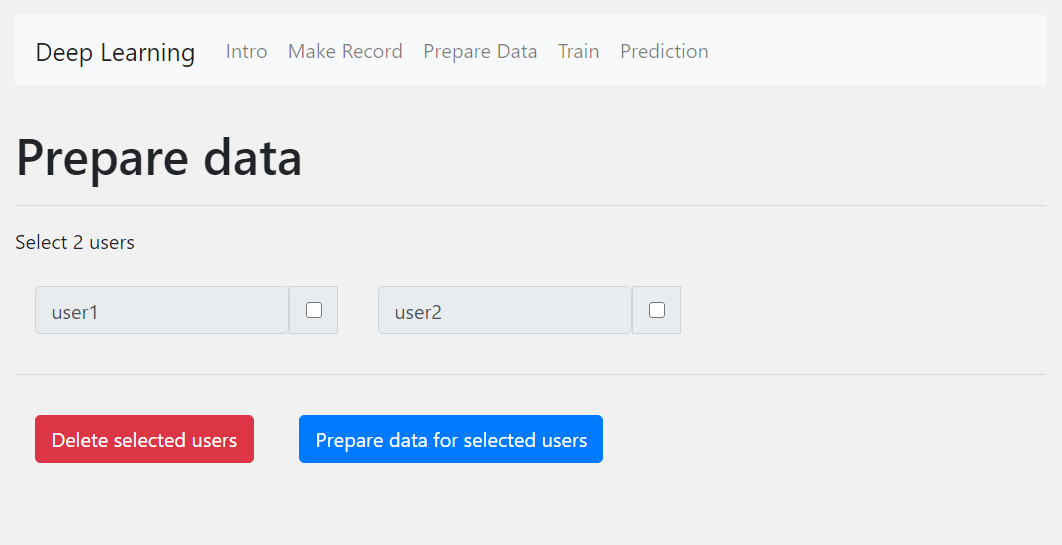 Deep Learning Intro Make Record Prepare Data Train Prediction
Prepare data
Select 2 users
user1 user2
Delete selected users Prepare data for selected users